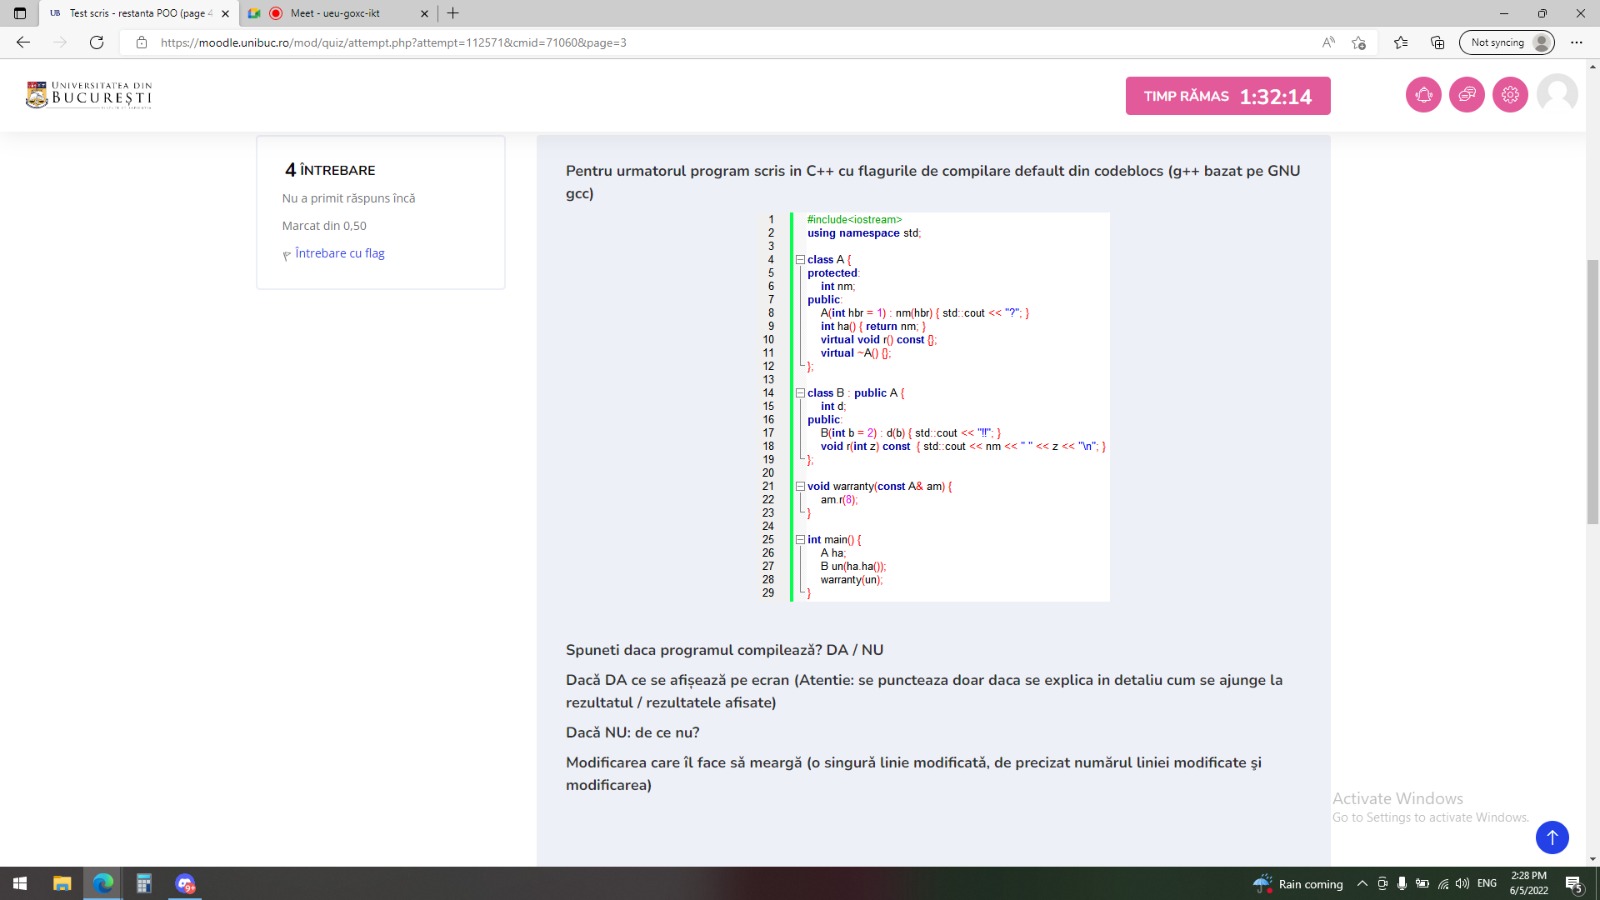 Test scris - restanta POO (page 4
Meet - ueu-goxc-ikt
https://moodle.unibuc.ro/mod/quiz/attempt.php?attempt=112571&cmid=71060&page=3
Not syncing
UNIVERSITATEA DIN
BUCUREȘTI
TIMP RĂMAS 1:32:14
4 ÎNTREBARE
Nu a primit răspuns încă
Marcat din 0,50
Întrebare cu flag
Pentru urmatorul program scris in C++ cu flagurile de compilare default din codeblocs (g++ bazat pe GNU
gcc)
1 #include<iostream>
2 using namespace std;
3
4 class A {
5 protected:
6 int nm;
7 public:
8 A(int hbr = 1) : nm(hbr) { std::cout << "?"; }
9 int ha() { return nm; }
10 virtual void r() const {};
11 virtual ~A() {};
12 };
13
14 class B : public A {
15 int d;
16 public:
17 B(int b = 2) : d(b) { std::cout << "!!"; }
18 void r(int z) const { std::cout << nm << " " << z << "\n"; }
19 };
20
21 void warranty(const A& am) {
22 am.r(8);
23 }
24
25 int main() {
26 A ha;
27 B un(ha.ha());
28 warranty(un);
29 }
Spuneti daca programul compilează? DA / NU
Dacă DA ce se afișează pe ecran (Atentie: se puncteaza doar daca se explica in detaliu cum se ajunge la
rezultatul / rezultatele afisate)
Dacă NU: de ce nu?
Modificarea care îl face să meargă (o singură linie modificată, de precizat numărul liniei modificate şi
modificarea)
Activate Windows
Go to Settings to activate Windows.
Rain coming
ENG
2:28 PM
6/5/2022
5